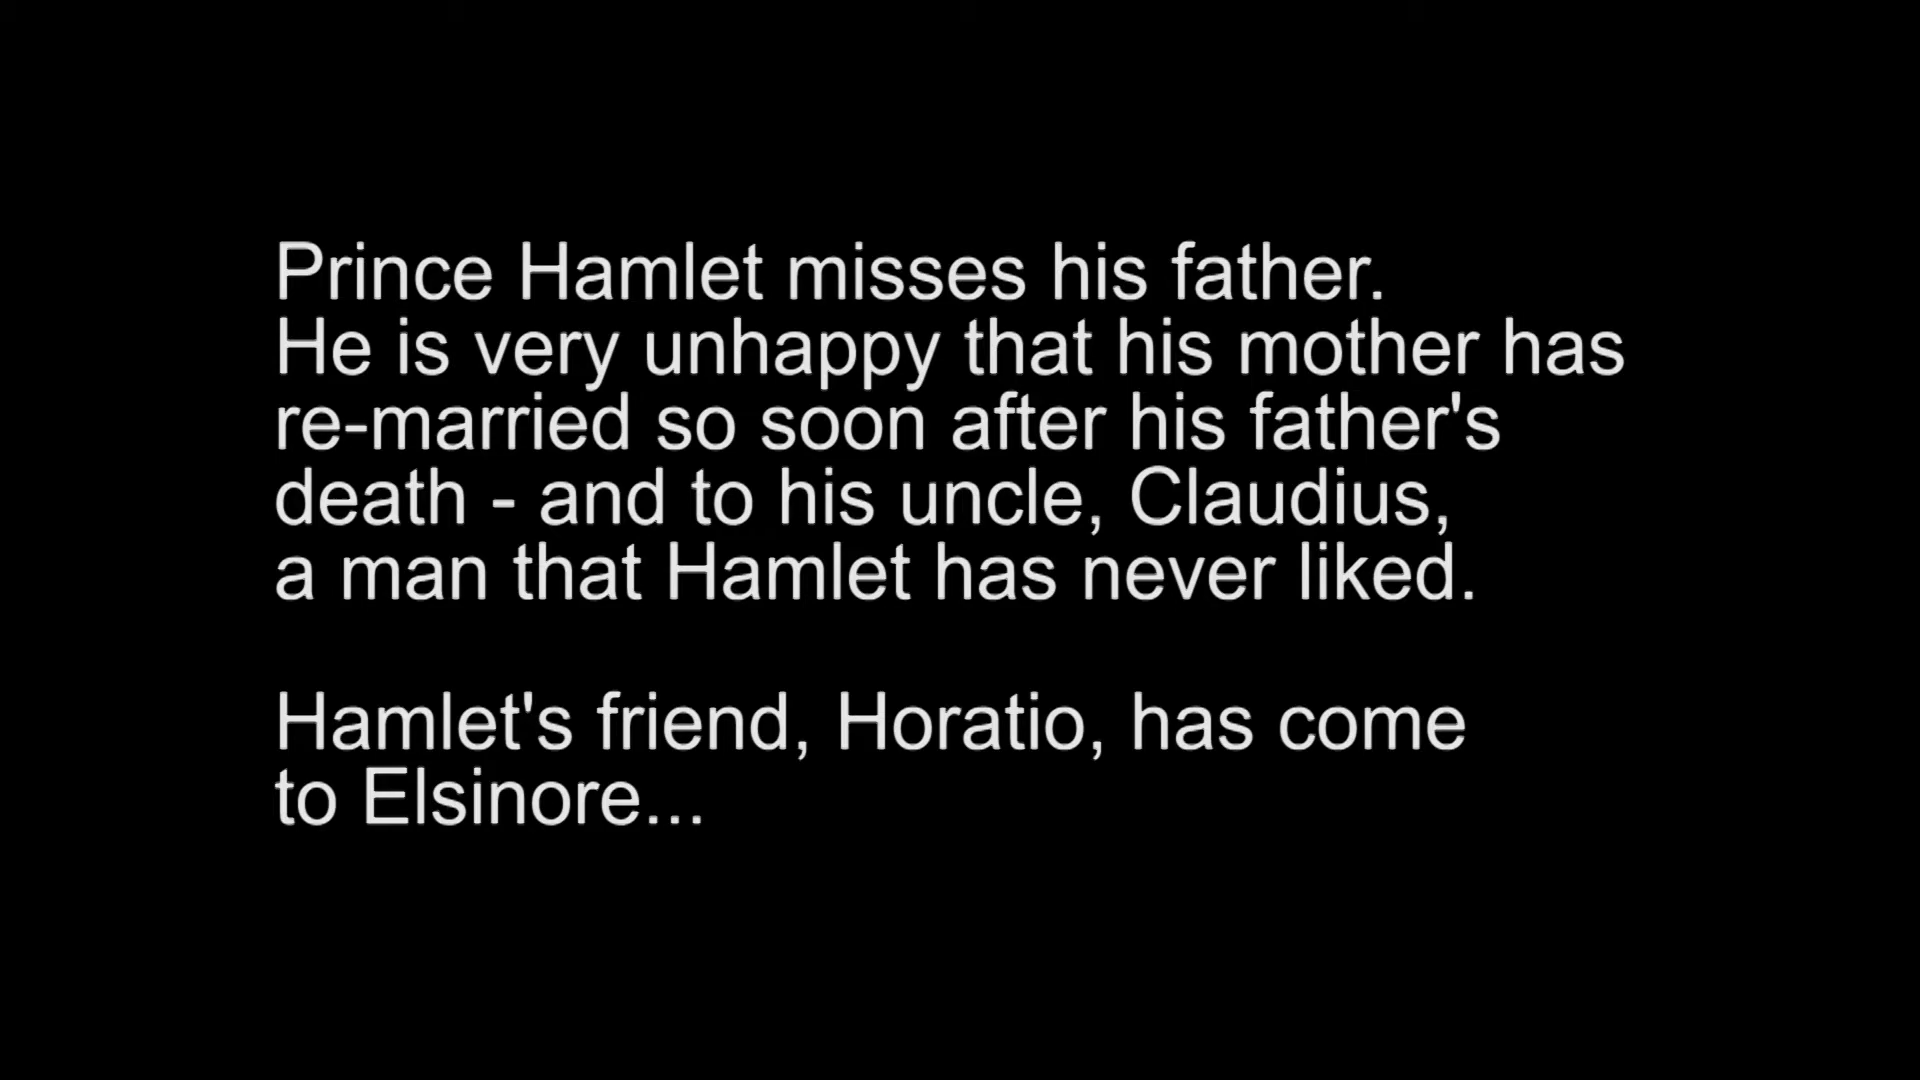 Prince Hamlet misses his father.
He is very unhappy that his mother has
re-married so soon after his father's
death - and to his uncle, Claudius,
a man that Hamlet has never liked.
Hamlet's friend, Horatio, has come
to Elsinore...